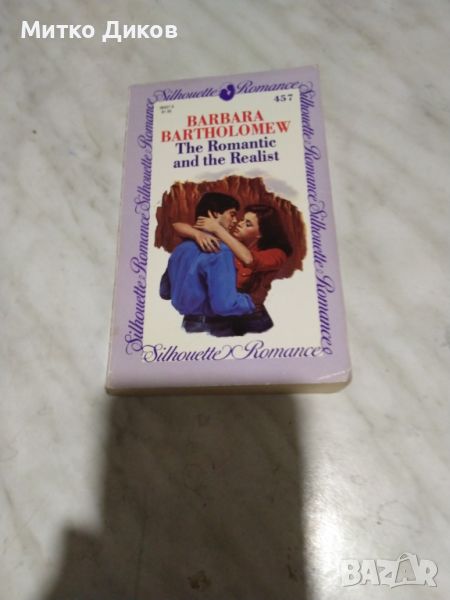 Митко Диков
Silhouette Romance
457
BARBARA
BARTHOLOMEW
The Romantic
and the Realist
Silhouette Romance Silhouette Romance
Silhouette Romance Silhouette Romance
Silhouette Romance
BAZAR